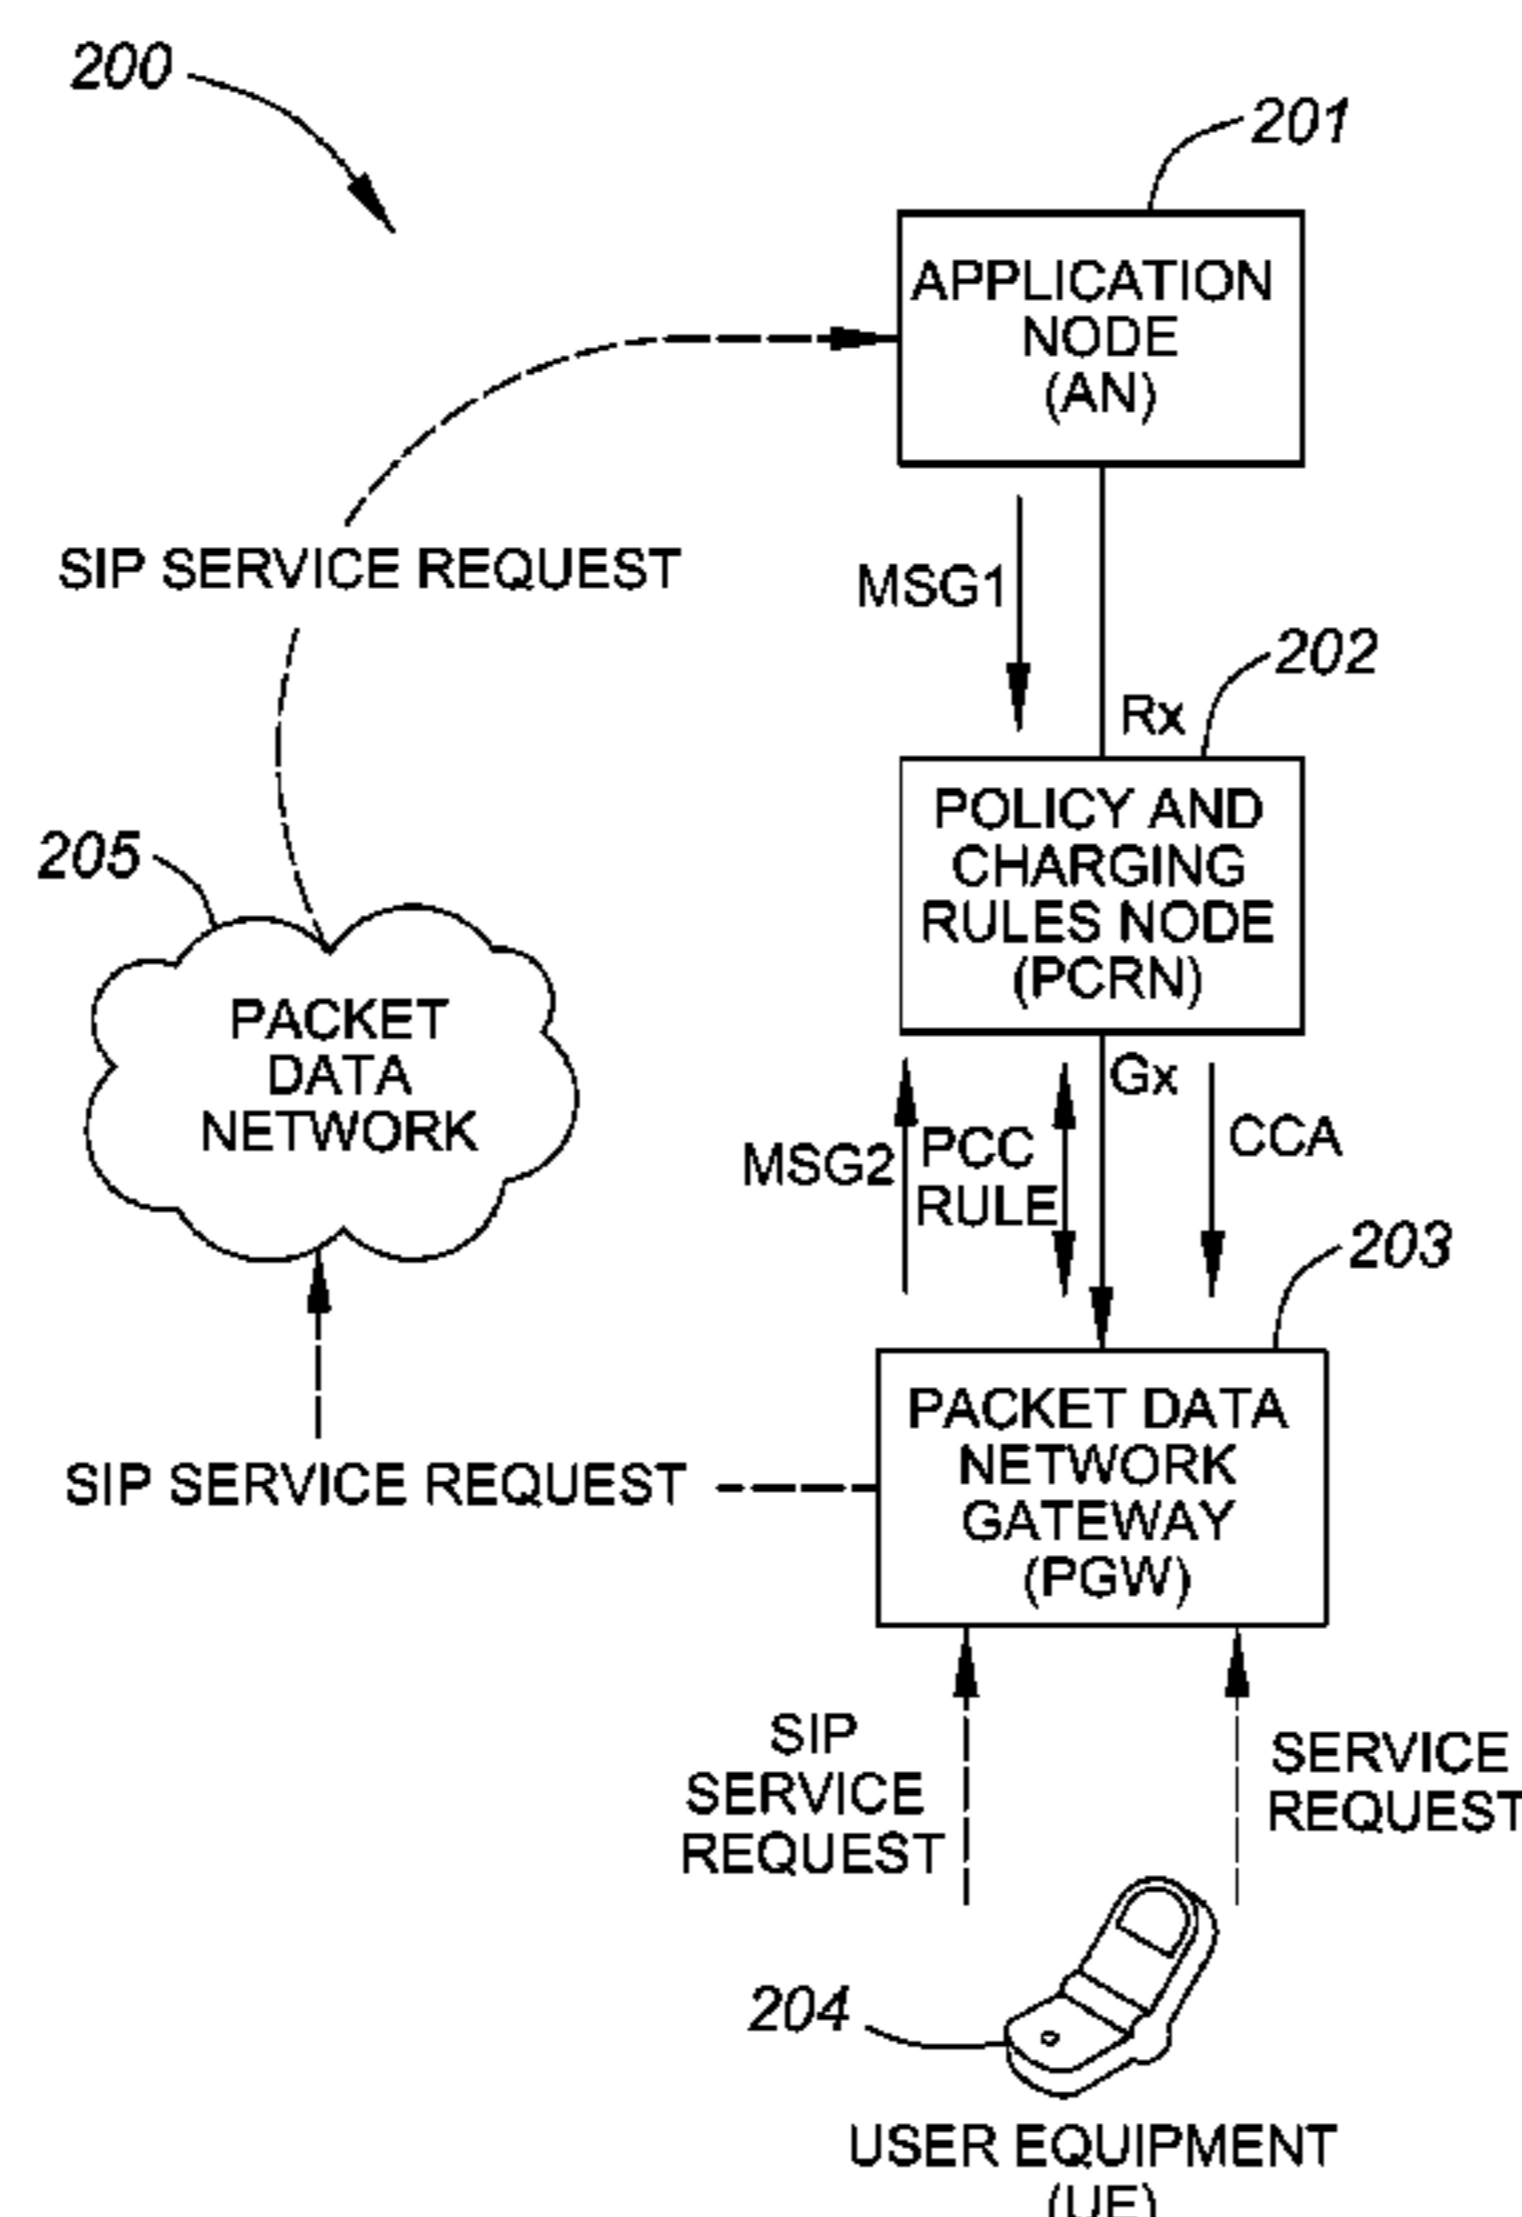 200
201
APPLICATION
NODE
(AN)
SIP SERVICE REQUEST
MSG1
Rx
202
POLICY AND
CHARGING
RULES NODE
(PCRN)
205
PACKET
DATA
NETWORK
Gx
MSG2
PCC
RULE
CCA
203
PACKET DATA
NETWORK
GATEWAY
(PGW)
SIP SERVICE REQUEST
SIP
SERVICE
REQUEST
SERVICE
REQUEST
204
USER EQUIPMENT
(UE)